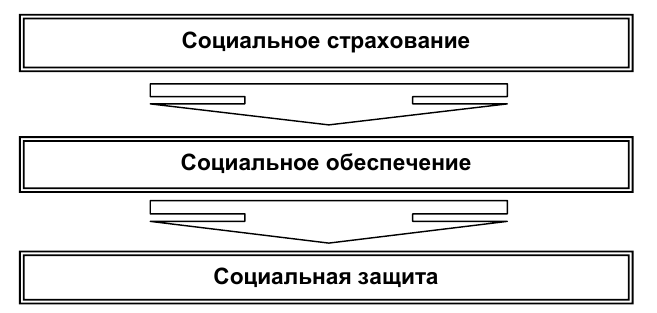 Социальное страхование
Социальное обеспечение
Социальная защита